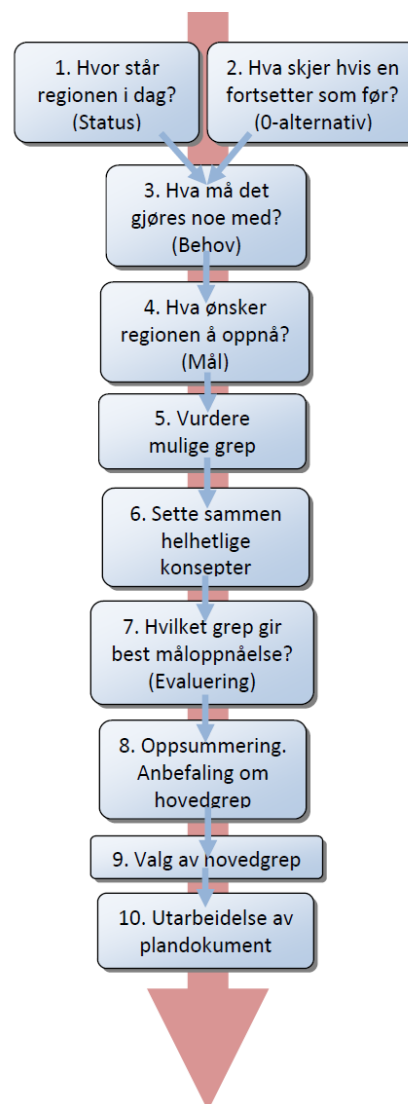 1. Hvor står
regionen i dag?
(Status)
2. Hva skjer hvis en
fortsetter som før?
(0-alternativ)
3. Hva må det
gjøres noe med?
(Behov)
4. Hva ønsker
regionen å oppnå?
(Mål)
5. Vurdere
mulige grep
6. Sette sammen
helhetlige
konsepter
7. Hvilket grep gir
best måloppnåelse?
(Evaluering)
8. Oppsummering.
Anbefaling om
hovedgrep
9. Valg av hovedgrep
10. Utarbeidelse av
plandokument